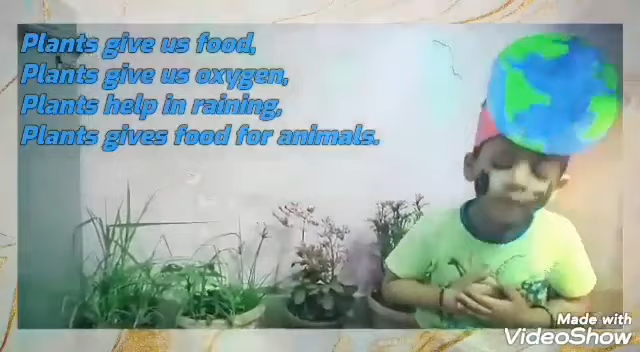 Plants give us food,
Plants give us oxygen,
Plants help in raining,
Plants gives food for animals.
Made with
VideoShow